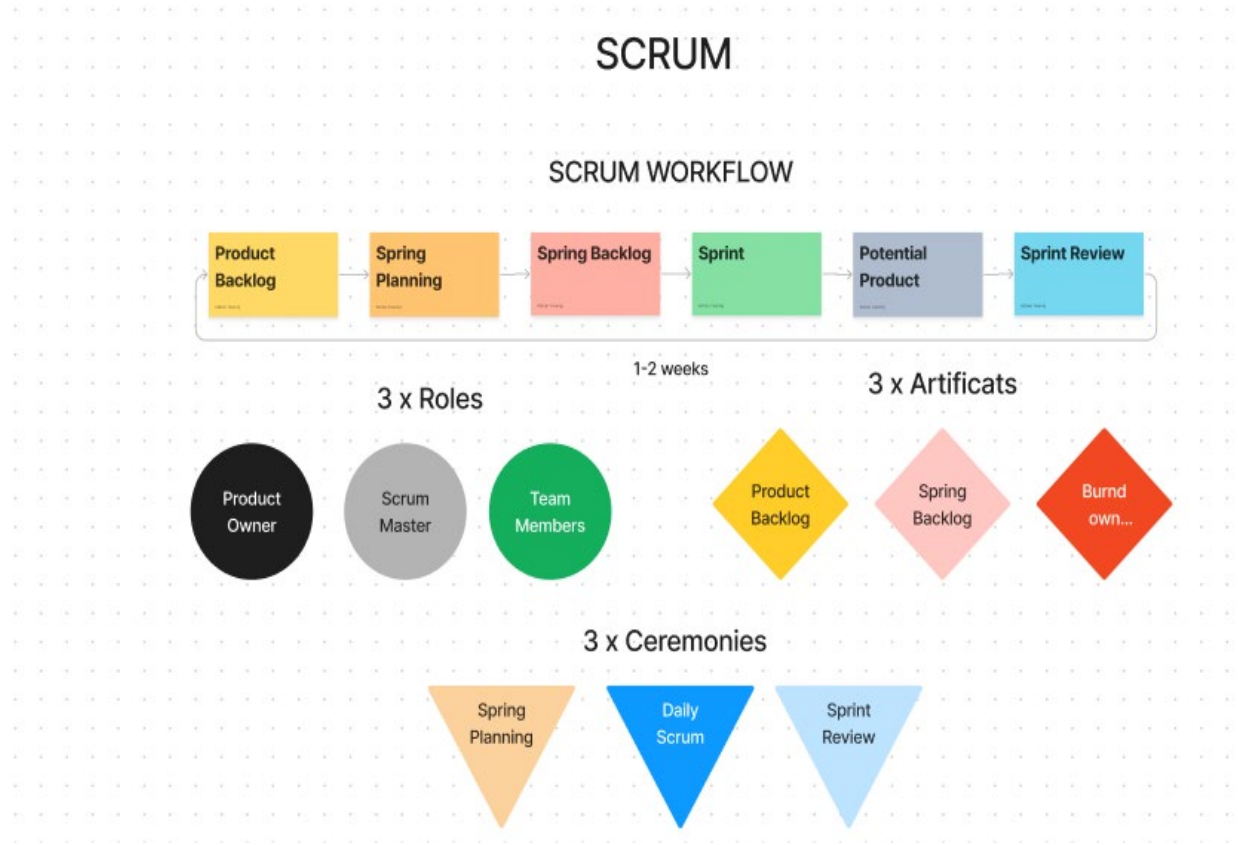 SCRUM
SCRUM WORKFLOW
Product
Backlog
Spring
Planning
Spring Backlog
Sprint
Potential
Product
Sprint Review
1-2 weeks
3 x Roles
Product
Owner
Scrum
Master
Team
Members
3 x Artificats
Product
Backlog
Spring
Backlog
Burnd
own...
3 x Ceremonies
Spring
Planning
Daily
Scrum
Sprint
Review